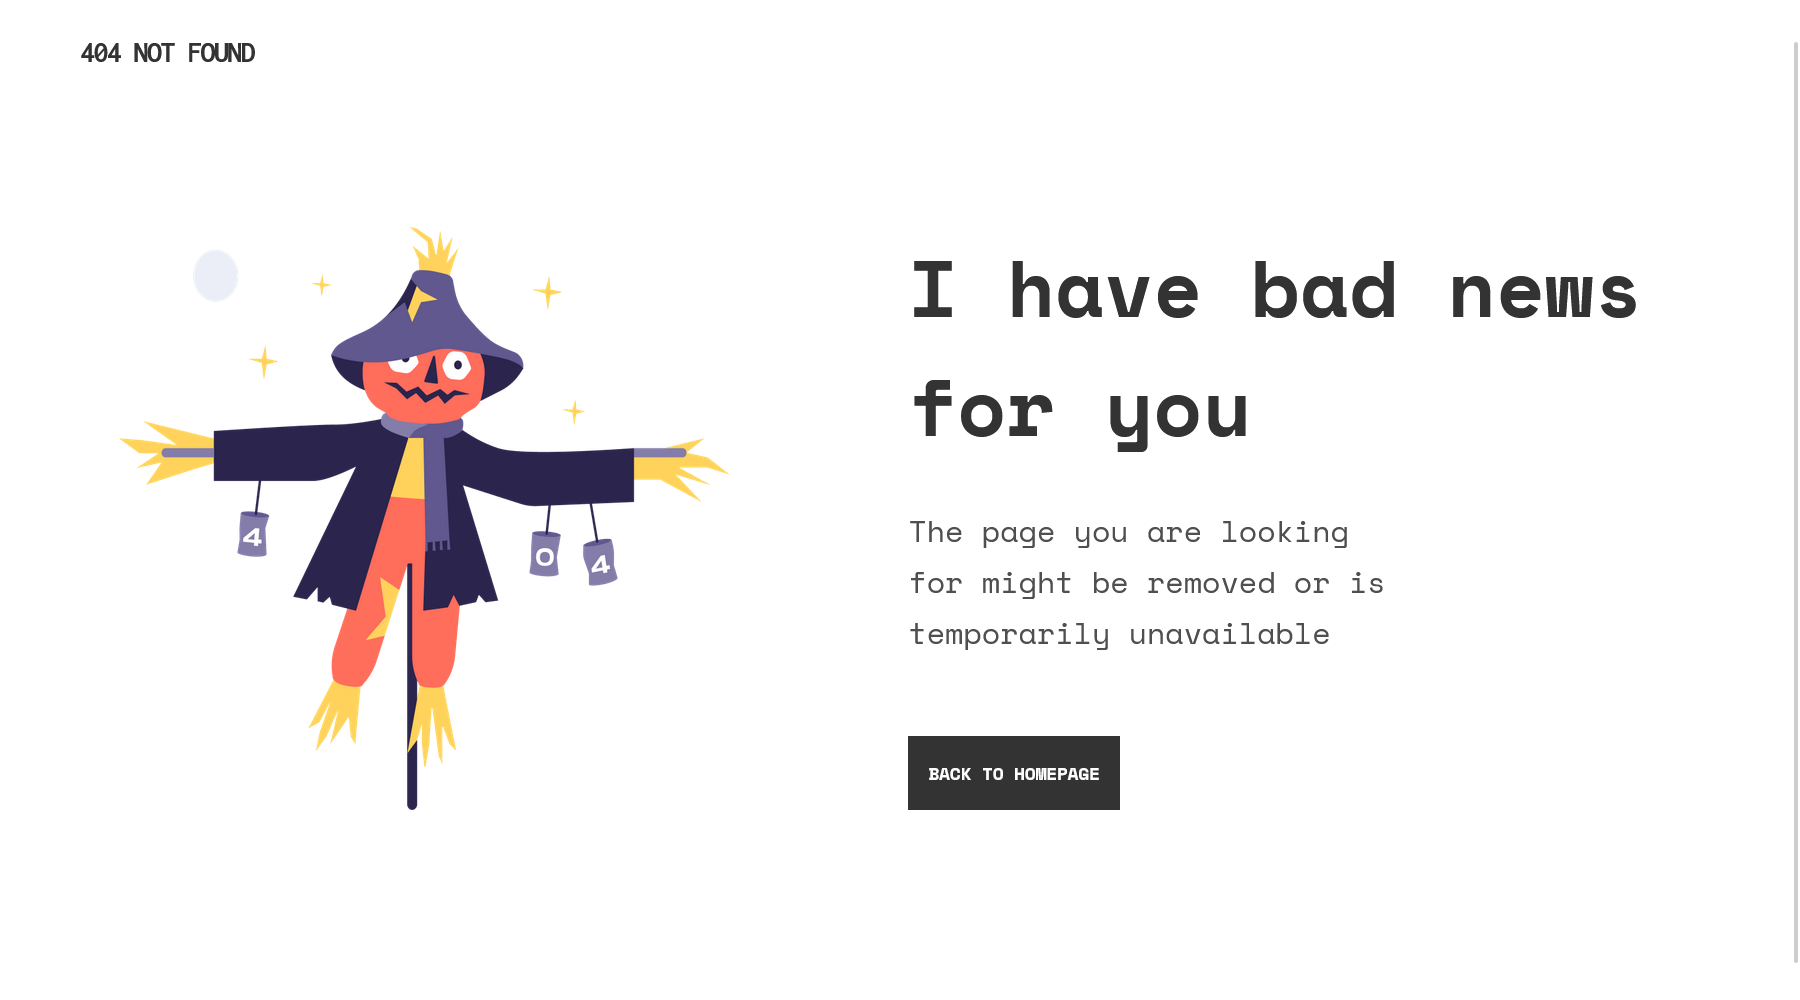 404 NOT FOUND
4
0
4
I have bad news
for you
The page you are looking
for might be removed or is
temporarily unavailable
BACK TO HOMEPAGE